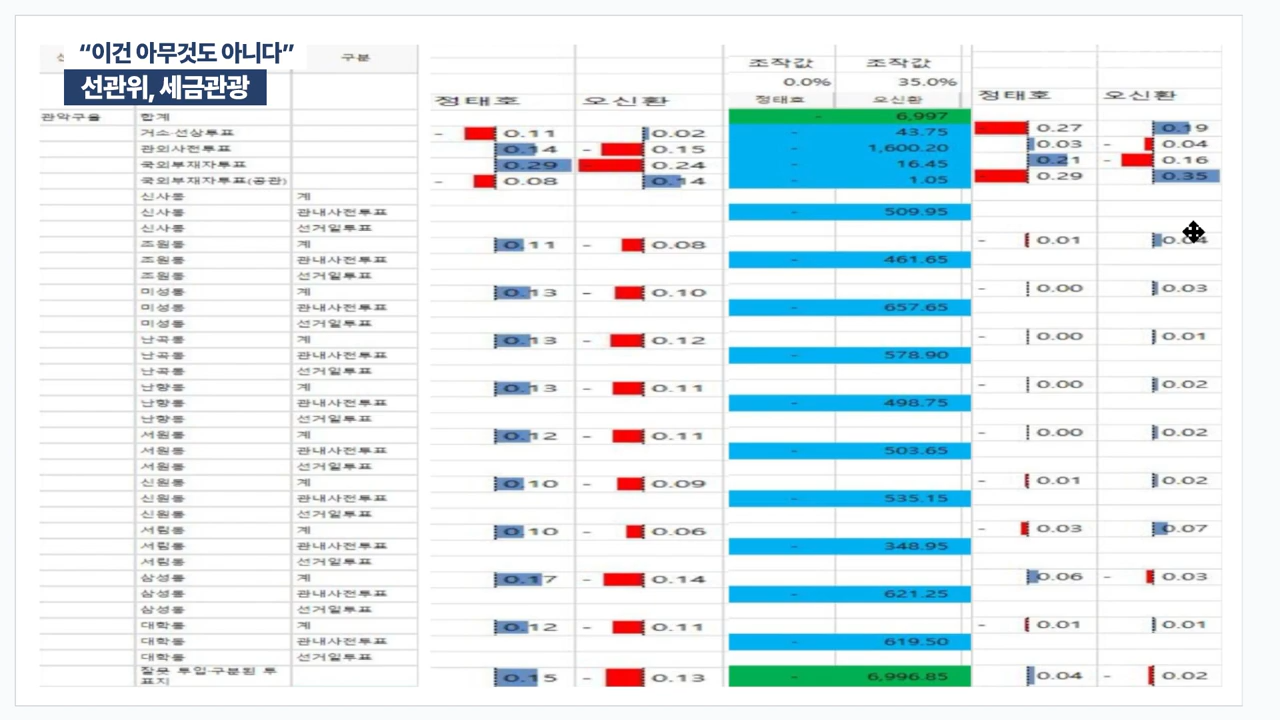 “이건 아무것도 아니다”
선관위, 세금관광
구분
조작값 조작값
0.0% 35.0%
정태호 오신환 정태호 오신환 정태호 오신환
관악구을 합계 - 6,997
거소·선상투표 - 0.11 0.02 - 43.75 0.27 0.19
관외사전투표 0.14 - 0.15 - 1,600.20 0.03 - 0.04
국외부재자투표 0.29 0.24 - 16.45 0.21 - 0.16
국외부재자투표(공관) - 0.08 0.14 - 1.05 0.29 0.35
신사동 계
신사동 관내사전투표 - 509.95
신사동 선거일투표
조원동 계 0.11 - 0.08 - 0.01 0.04
조원동 관내사전투표 - 461.65
조원동 선거일투표
미성동 계 0.13 - 0.10 - 0.00 0.03
미성동 관내사전투표 - 657.65
미성동 선거일투표
난곡동 계 0.13 - 0.12 - 0.00 0.01
난곡동 관내사전투표 - 578.90
난곡동 선거일투표
난향동 계 0.13 - 0.11 - 0.00 0.02
난향동 관내사전투표 - 498.75
난향동 선거일투표
서원동 계 0.12 - 0.11 - 0.00 0.02
서원동 관내사전투표 - 503.65
서원동 선거일투표
신원동 계 0.10 - 0.09 - 0.01 0.02
신원동 관내사전투표 - 535.15
신원동 선거일투표
서림동 계 0.10 - 0.06 - 0.03 0.07
서림동 관내사전투표 - 348.95
서림동 선거일투표
삼성동 계 0.17 - 0.14 0.06 - 0.03
삼성동 관내사전투표 - 621.25
삼성동 선거일투표
대학동 계 0.12 - 0.11 - 0.01 0.01
대학동 관내사전투표 - 619.50
대학동 선거일투표
잘못 투입·구분된 투 0.15 - 0.13 - 6,996.85 0.04 - 0.02
표지